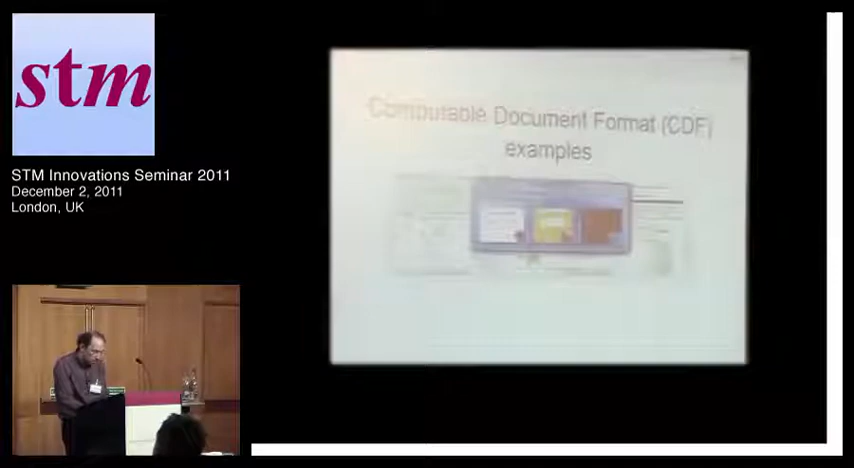 stm
STM Innovations Seminar 2011
December 2, 2011
London, UK
Computable Document Format (CDF)
examples